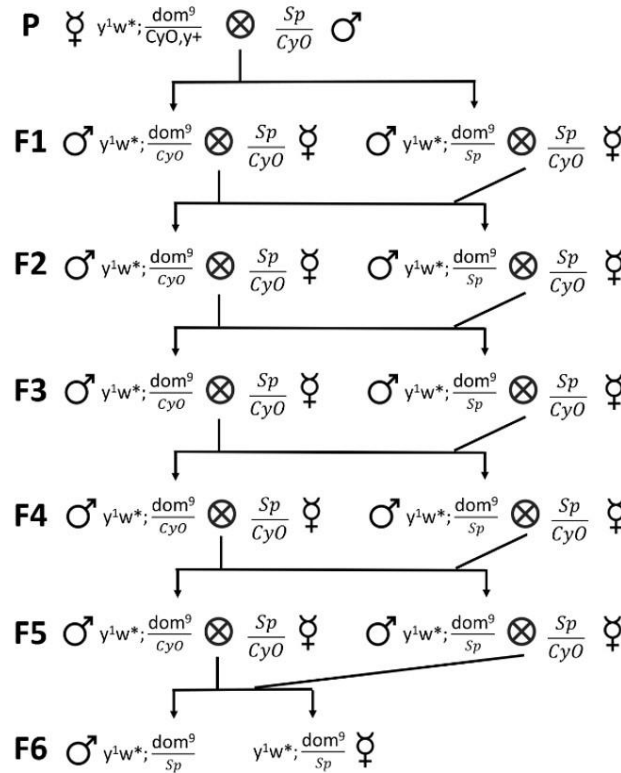 P ☿ y¹w*; dom⁹/CyO,y+ ⊗ Sp/CyO ♂
F1 ♂ y¹w*; dom⁹/CyO ⊗ Sp/CyO ☿ ♂ y¹w*; dom⁹/Sp ⊗ Sp/CyO ☿
F2 ♂ y¹w*; dom⁹/CyO ⊗ Sp/CyO ☿ ♂ y¹w*; dom⁹/Sp ⊗ Sp/CyO ☿
F3 ♂ y¹w*; dom⁹/CyO ⊗ Sp/CyO ☿ ♂ y¹w*; dom⁹/Sp ⊗ Sp/CyO ☿
F4 ♂ y¹w*; dom⁹/CyO ⊗ Sp/CyO ☿ ♂ y¹w*; dom⁹/Sp ⊗ Sp/CyO ☿
F5 ♂ y¹w*; dom⁹/CyO ⊗ Sp/CyO ☿ ♂ y¹w*; dom⁹/Sp ⊗ Sp/CyO ☿
F6 ♂ y¹w*; dom⁹/Sp y¹w*; dom⁹/Sp ☿